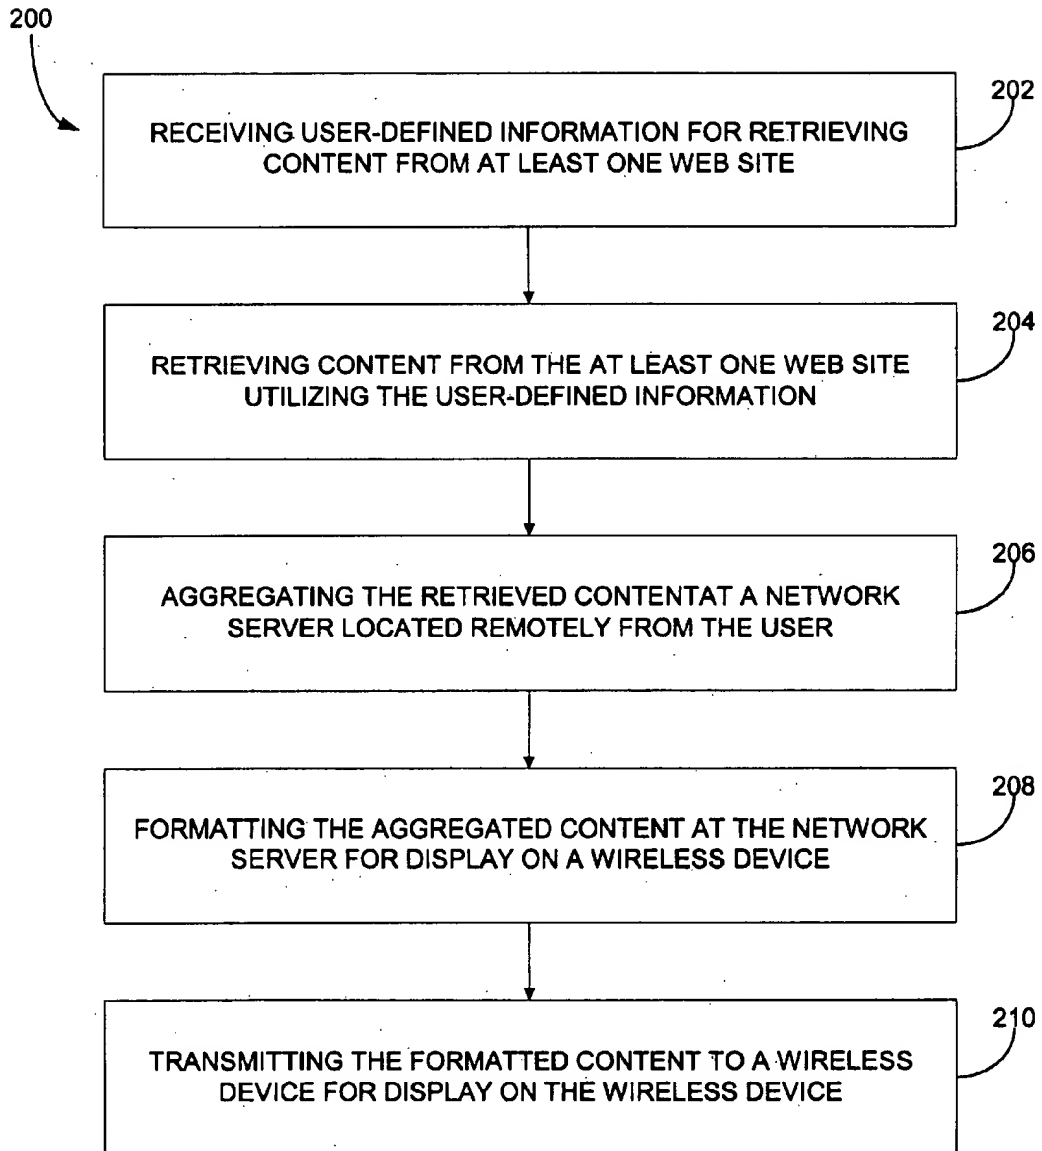 200
202
RECEIVING USER-DEFINED INFORMATION FOR RETRIEVING
CONTENT FROM AT LEAST ONE WEB SITE
204
RETRIEVING CONTENT FROM THE AT LEAST ONE WEB SITE
UTILIZING THE USER-DEFINED INFORMATION
206
AGGREGATING THE RETRIEVED CONTENTAT A NETWORK
SERVER LOCATED REMOTELY FROM THE USER
208
FORMATTING THE AGGREGATED CONTENT AT THE NETWORK
SERVER FOR DISPLAY ON A WIRELESS DEVICE
210
TRANSMITTING THE FORMATTED CONTENT TO A WIRELESS
DEVICE FOR DISPLAY ON THE WIRELESS DEVICE